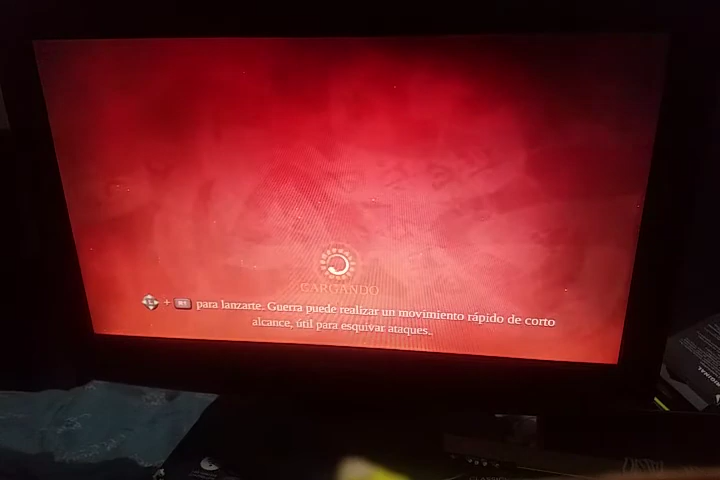 CARGANDO
L + R1 para lanzarte. Guerra puede realizar un movimiento rápido de corto
alcance, útil para esquivar ataques.